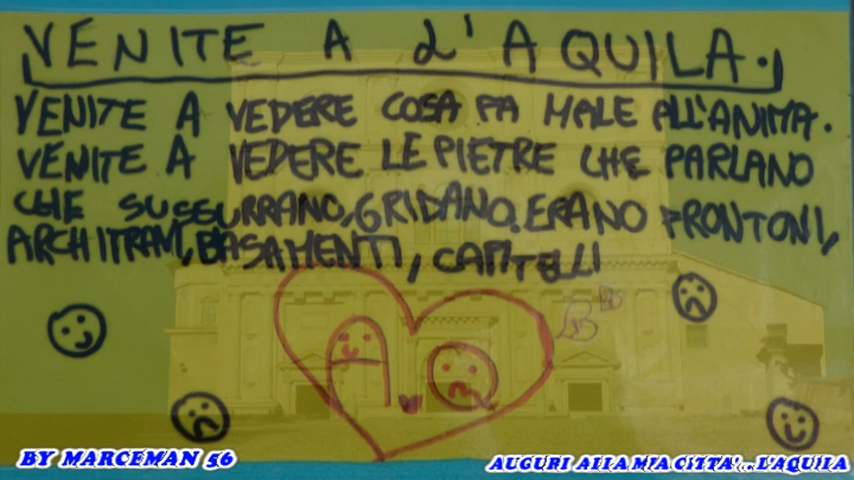 VENITE A L'AQUILA.
VENITE A VEDERE COSA FA MALE ALL'ANIMA.
VENITE A VEDERE LE PIETRE CHE PARLANO
CHE SUSSURRANO, GRIDANO. ERANO FRONTONI,
ARCHITRAVI, BASAMENTI, CAPITELLI
BY MARCEMAN 56
AUGURI ALLA MIA CITTA'... L'AQUILA